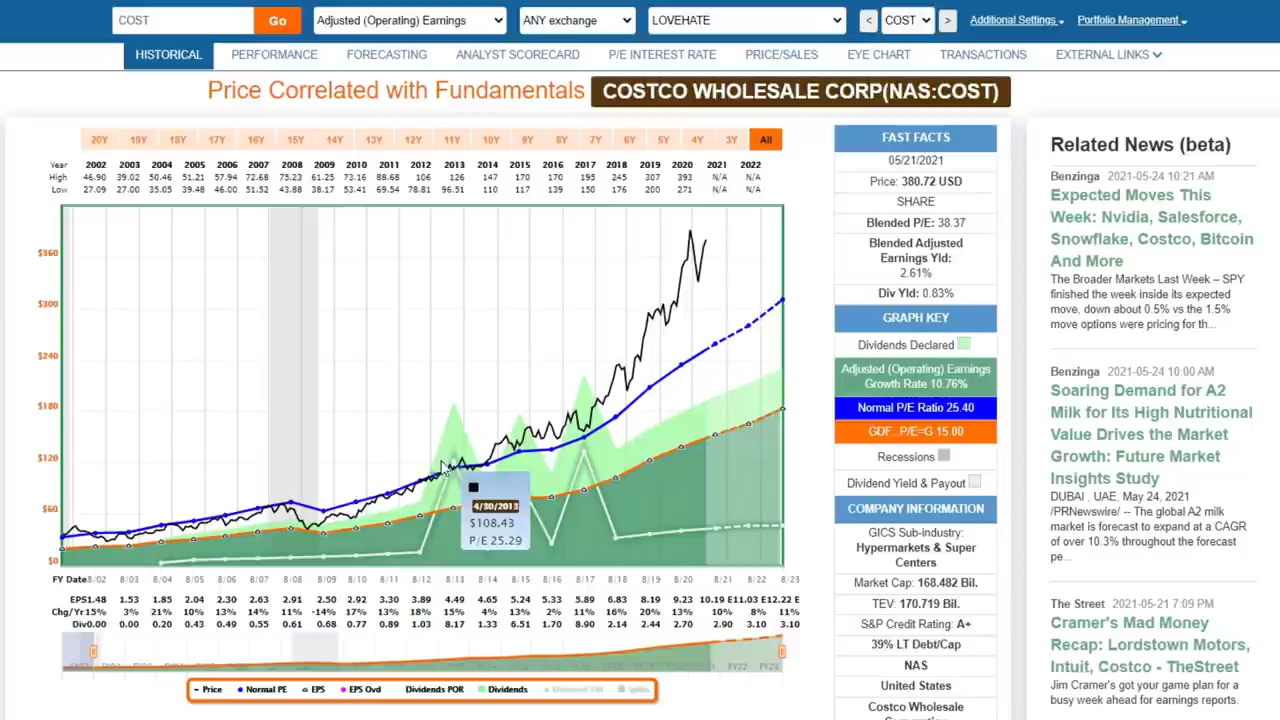 COST Go Adjusted (Operating) Earnings ANY exchange LOVEHATE < COST > Additional Settings Portfolio Management
HISTORICAL PERFORMANCE FORECASTING ANALYST SCORECARD P/E INTEREST RATE PRICE/SALES EYE CHART TRANSACTIONS EXTERNAL LINKS
Price Correlated with Fundamentals COSTCO WHOLESALE CORP(NAS:COST)
20Y 19Y 18Y 17Y 16Y 15Y 14Y 13Y 12Y 11Y 10Y 9Y 8Y 7Y 6Y 5Y 4Y 3Y All
Year 2002 2003 2004 2005 2006 2007 2008 2009 2010 2011 2012 2013 2014 2015 2016 2017 2018 2019 2020 2021 2022
High 46.90 39.02 50.46 51.21 57.94 72.68 75.23 61.25 73.16 88.68 106 126 147 170 170 195 245 307 393 N/A N/A
Low 27.09 27.00 35.05 39.48 46.00 51.52 43.88 38.17 53.41 69.54 78.81 96.51 110 117 139 150 176 200 271 N/A N/A
$360
$300
$240
$180
$120
$60
$0
4/30/2013
$108.43
P/E 25.29
FY Date 8/02 8/03 8/04 8/05 8/06 8/07 8/08 8/09 8/10 8/11 8/12 8/13 8/14 8/15 8/16 8/17 8/18 8/19 8/20 8/21 8/22 8/23
EPS 1.48 1.53 1.85 2.04 2.30 2.63 2.91 2.50 2.92 3.30 3.89 4.49 4.65 5.24 5.33 5.89 6.83 8.19 9.23 10.19 E 11.03 E 12.22 E
Chg/Yr 15% 3% 21% 10% 13% 14% 11% -14% 17% 13% 18% 15% 4% 13% 2% 11% 16% 20% 13% 10% 8% 11%
Div 0.00 0.00 0.20 0.43 0.49 0.55 0.61 0.68 0.77 0.89 1.03 8.17 1.33 6.51 1.70 8.90 2.14 2.44 2.70 2.90 3.10 3.10
FY22
Price Normal PE EPS EPS Ovd Dividends POR Dividends
FAST FACTS
05/21/2021
Price: 380.72 USD
SHARE
Blended P/E: 38.37
Blended Adjusted
Earnings Yld:
2.61%
Div Yld: 0.83%
GRAPH KEY
Dividends Declared
Adjusted (Operating) Earnings
Growth Rate 10.76%
Normal P/E Ratio 25.40
GDF...P/E=G 15.00
Recessions
Dividend Yield & Payout
COMPANY INFORMATION
GICS Sub-industry:
Hypermarkets & Super
Centers
Market Cap: 168.482 Bil.
TEV: 170.719 Bil.
S&P Credit Rating: A+
39% LT Debt/Cap
NAS
United States
Costco Wholesale
Related News (beta)
Benzinga 2021-05-24 10:21 AM
Expected Moves This
Week: Nvidia, Salesforce,
Snowflake, Costco, Bitcoin
And More
The Broader Markets Last Week – SPY
finished the week inside its expected
move, down about 0.5% vs the 1.5%
move options were pricing for th...
Benzinga 2021-05-24 10:00 AM
Soaring Demand for A2
Milk for Its High Nutritional
Value Drives the Market
Growth: Future Market
Insights Study
DUBAI , UAE, May 24, 2021
/PRNewswire/ -- The global A2 milk
market is forecast to expand at a CAGR
of over 10.3% throughout the forecast
pe...
The Street 2021-05-21 7:09 PM
Cramer's Mad Money
Recap: Lordstown Motors,
Intuit, Costco - TheStreet
Jim Cramer's got your game plan for a
busy week ahead for earnings reports.